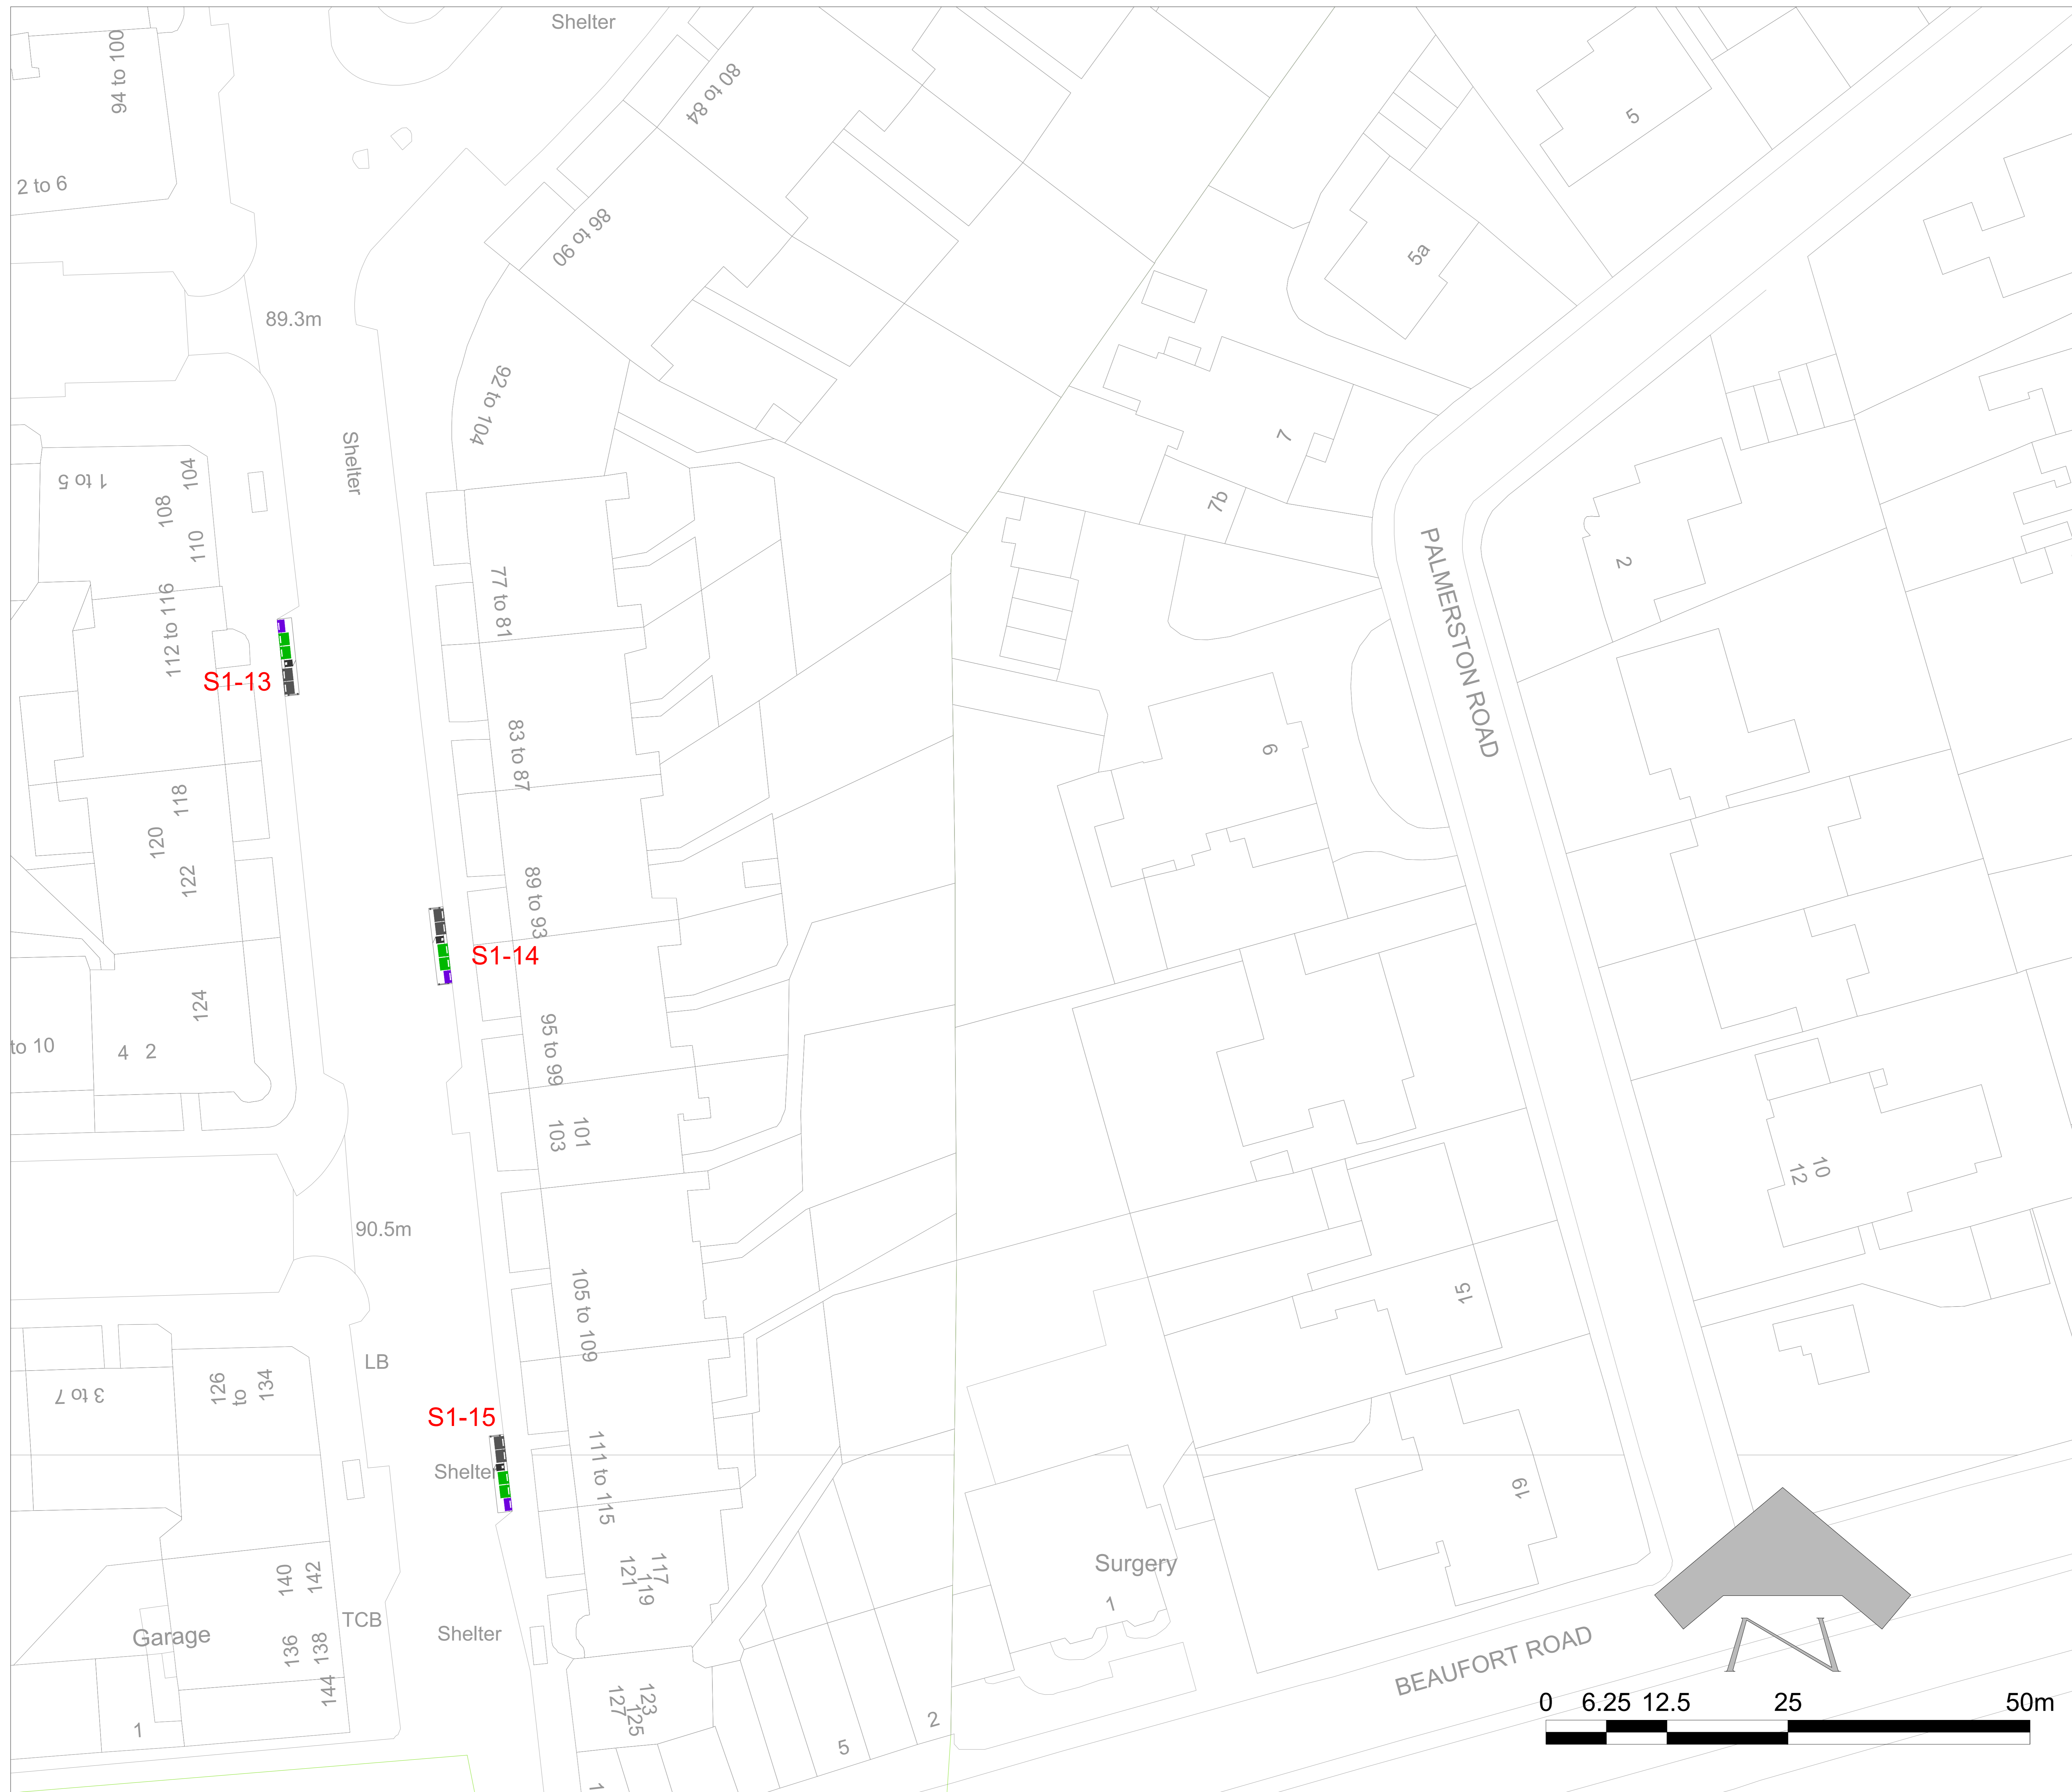 Shelter
94 to 100
80 to 84
5
2 to 6
86 to 90
5a
89.3m
92 to 104
7
Shelter
1 to 5
104
108
110
7b
PALMERSTON ROAD
2
77 to 81
112 to 116
S1-13
83 to 87
6
118
120
122
89 to 93
S1-14
124
to 10
4 2
95 to 99
101
103
10
12
90.5m
105 to 109
15
LB
126
to
134
3 to 7
S1-15
Shelter
111 to 115
19
140
142
117
119
121
Surgery
1
TCB
Garage
Shelter
136
138
144
BEAUFORT ROAD
123
125
127
1
2
5
1
N
0 6.25 12.5 25 50m